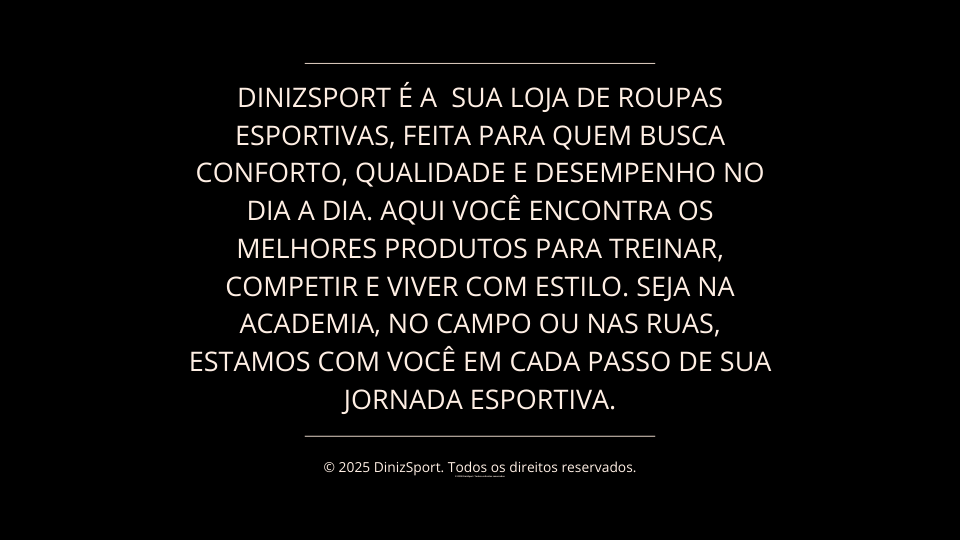 DINIZSPORT É A  SUA LOJA DE ROUPAS
ESPORTIVAS, FEITA PARA QUEM BUSCA
CONFORTO, QUALIDADE E DESEMPENHO NO
DIA A DIA. AQUI VOCÊ ENCONTRA OS
MELHORES PRODUTOS PARA TREINAR,
COMPETIR E VIVER COM ESTILO. SEJA NA
ACADEMIA, NO CAMPO OU NAS RUAS,
ESTAMOS COM VOCÊ EM CADA PASSO DE SUA
JORNADA ESPORTIVA.
© 2025 DinizSport. Todos os direitos reservados.